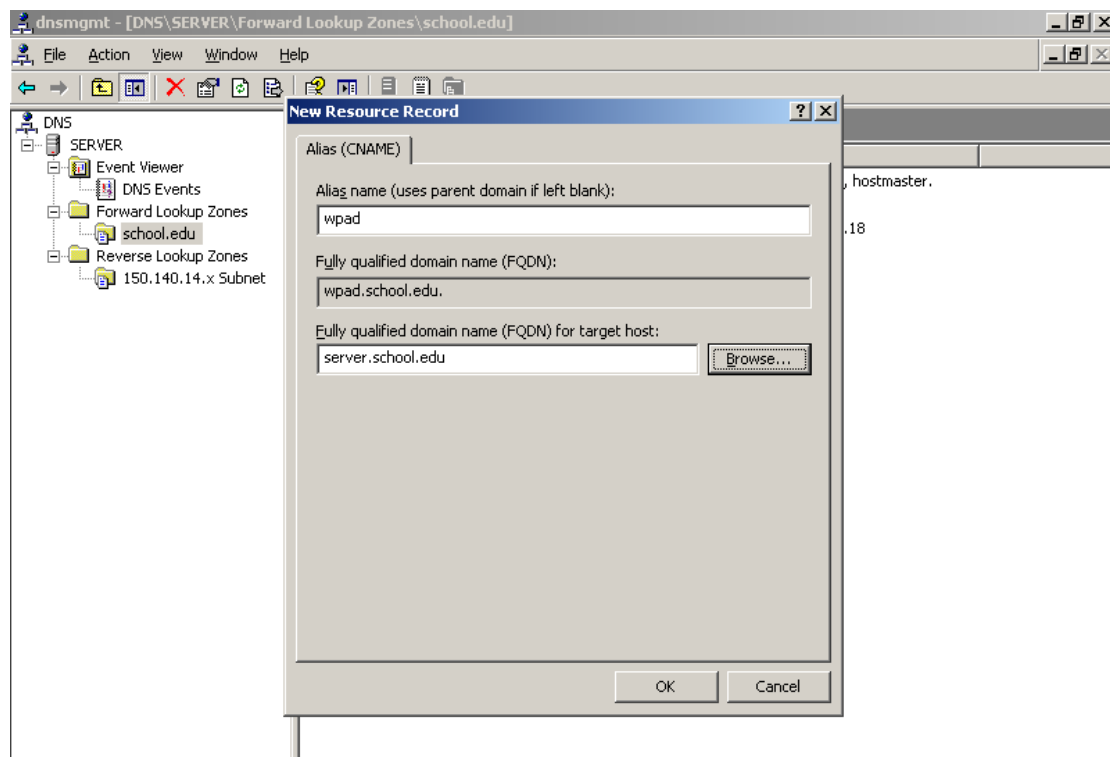 dnsmgmt - [DNS\SERVER\Forward Lookup Zones\school.edu]
File Action View Window Help
New Resource Record
DNS
SERVER
Event Viewer
DNS Events
Forward Lookup Zones
school.edu
Reverse Lookup Zones
150.140.14.x Subnet
Alias (CNAME)
Alias name (uses parent domain if left blank):
wpad
Fully qualified domain name (FQDN):
wpad.school.edu.
Fully qualified domain name (FQDN) for target host:
server.school.edu
Browse...
OK Cancel
, hostmaster.
.18